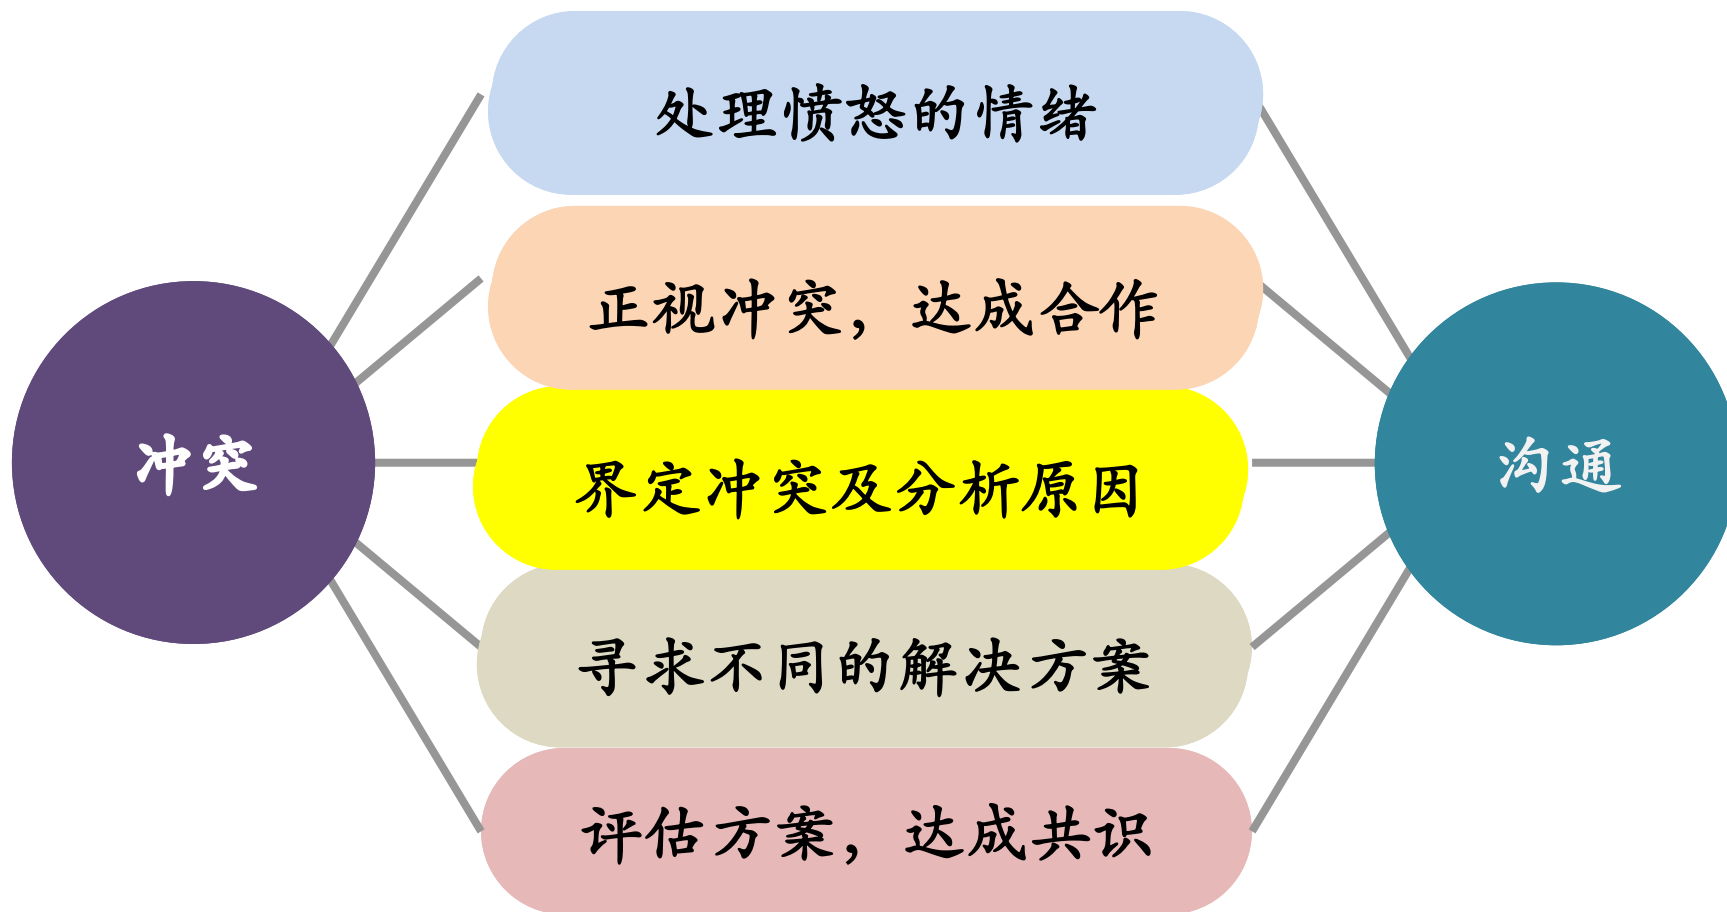 处理愤怒的情绪
正视冲突，达成合作
冲突
界定冲突及分析原因
沟通
寻求不同的解决方案
评估方案，达成共识